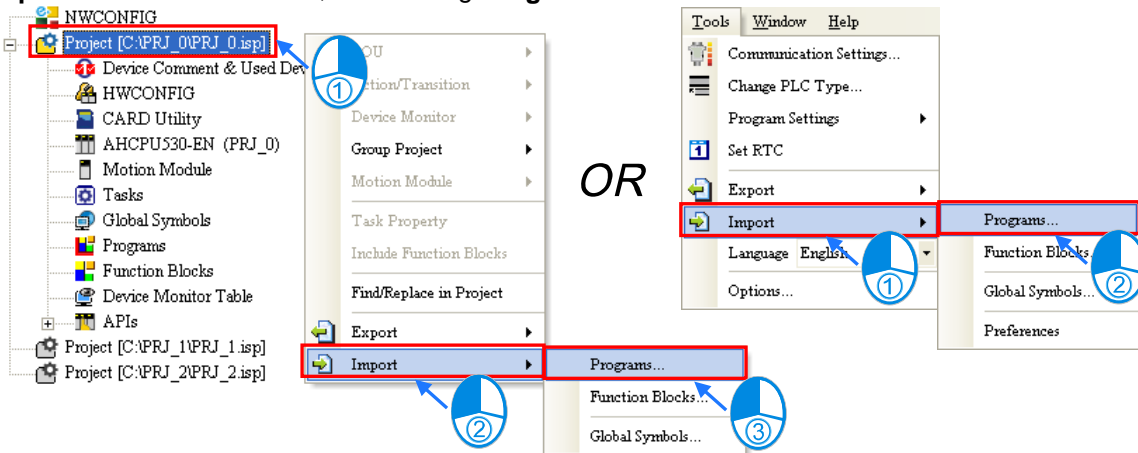 NWCONFIG
Project [C:\PRJ_0\PRJ_0.isp]
Device Comment & Used Dev
HWCONFIG
CARD Utility
AHCPU530-EN (PRJ_0)
Motion Module
Tasks
Global Symbols
Programs
Function Blocks
Device Monitor Table
APIs
Project [C:\PRJ_1\PRJ_1.isp]
Project [C:\PRJ_2\PRJ_2.isp]
1
OU
ction/Transition
Device Monitor
Group Project
Motion Module
Task Property
Include Function Blocks
Find/Replace in Project
Export
Import
2
Programs...
Function Blocks...
Global Symbols...
3
OR
Tools Window Help
Communication Settings...
Change PLC Type...
Program Settings
1 Set RTC
Export
Import
Language English
Options...
1
Programs...
Function Blocks
Global Symbols...
Preferences
2